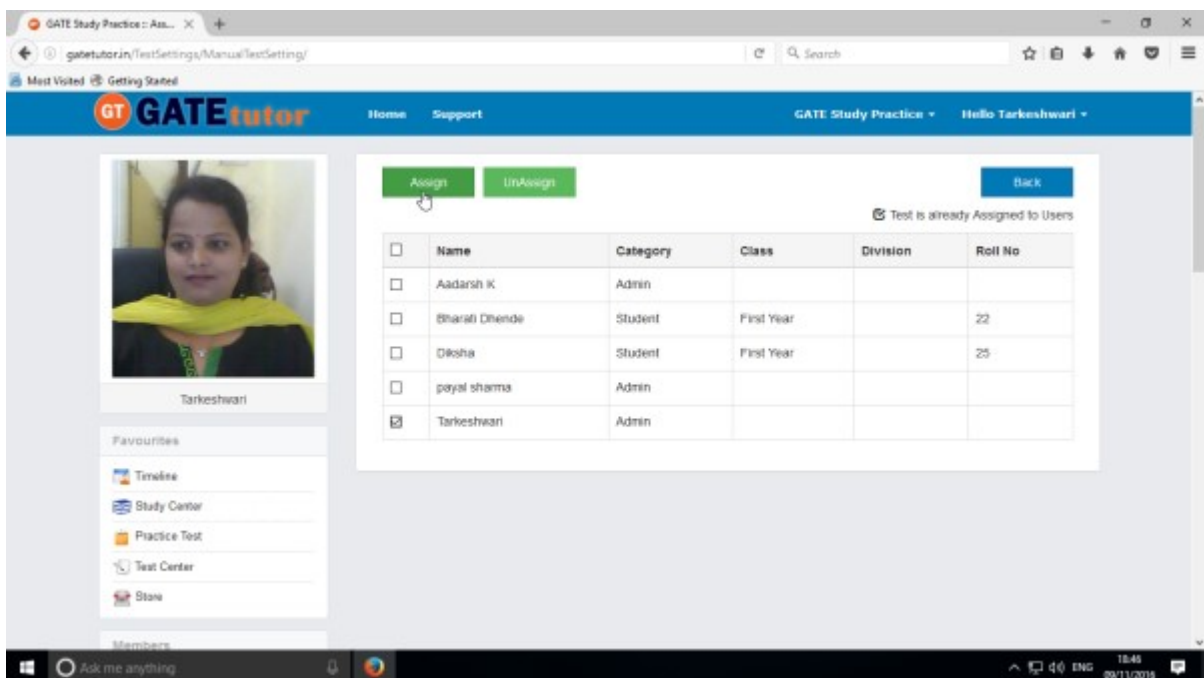 GATE Study Practice :: Ass...
gatetutor.in/TestSettings/ManualTestSetting/
Search
Most Visited Getting Started
GT GATEtutor Home Support GATE Study Practice Hello Tarkeshwari
Assign UnAssign Back
Test is already Assigned to Users
Name Category Class Division Roll No
Aadarsh K Admin
Bharati Dhende Student First Year 22
Diksha Student First Year 25
payal sharma Admin
Tarkeshwari Admin
Tarkeshwari
Favourites
Timeline
Study Center
Practice Test
Test Center
Store
Members
Ask me anything ENG 18:46
09/11/2016